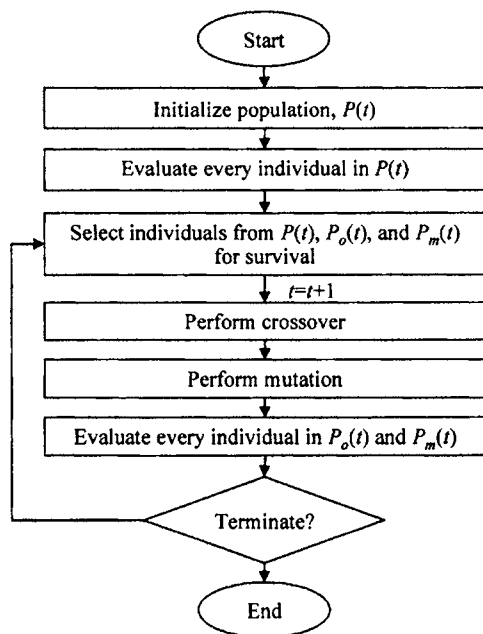 Start
Initialize population, P(t)
Evaluate every individual in P(t)
Select individuals from P(t), Pₒ(t), and Pₘ(t)
for survival
t=t+1
Perform crossover
Perform mutation
Evaluate every individual in Pₒ(t) and Pₘ(t)
Terminate?
End